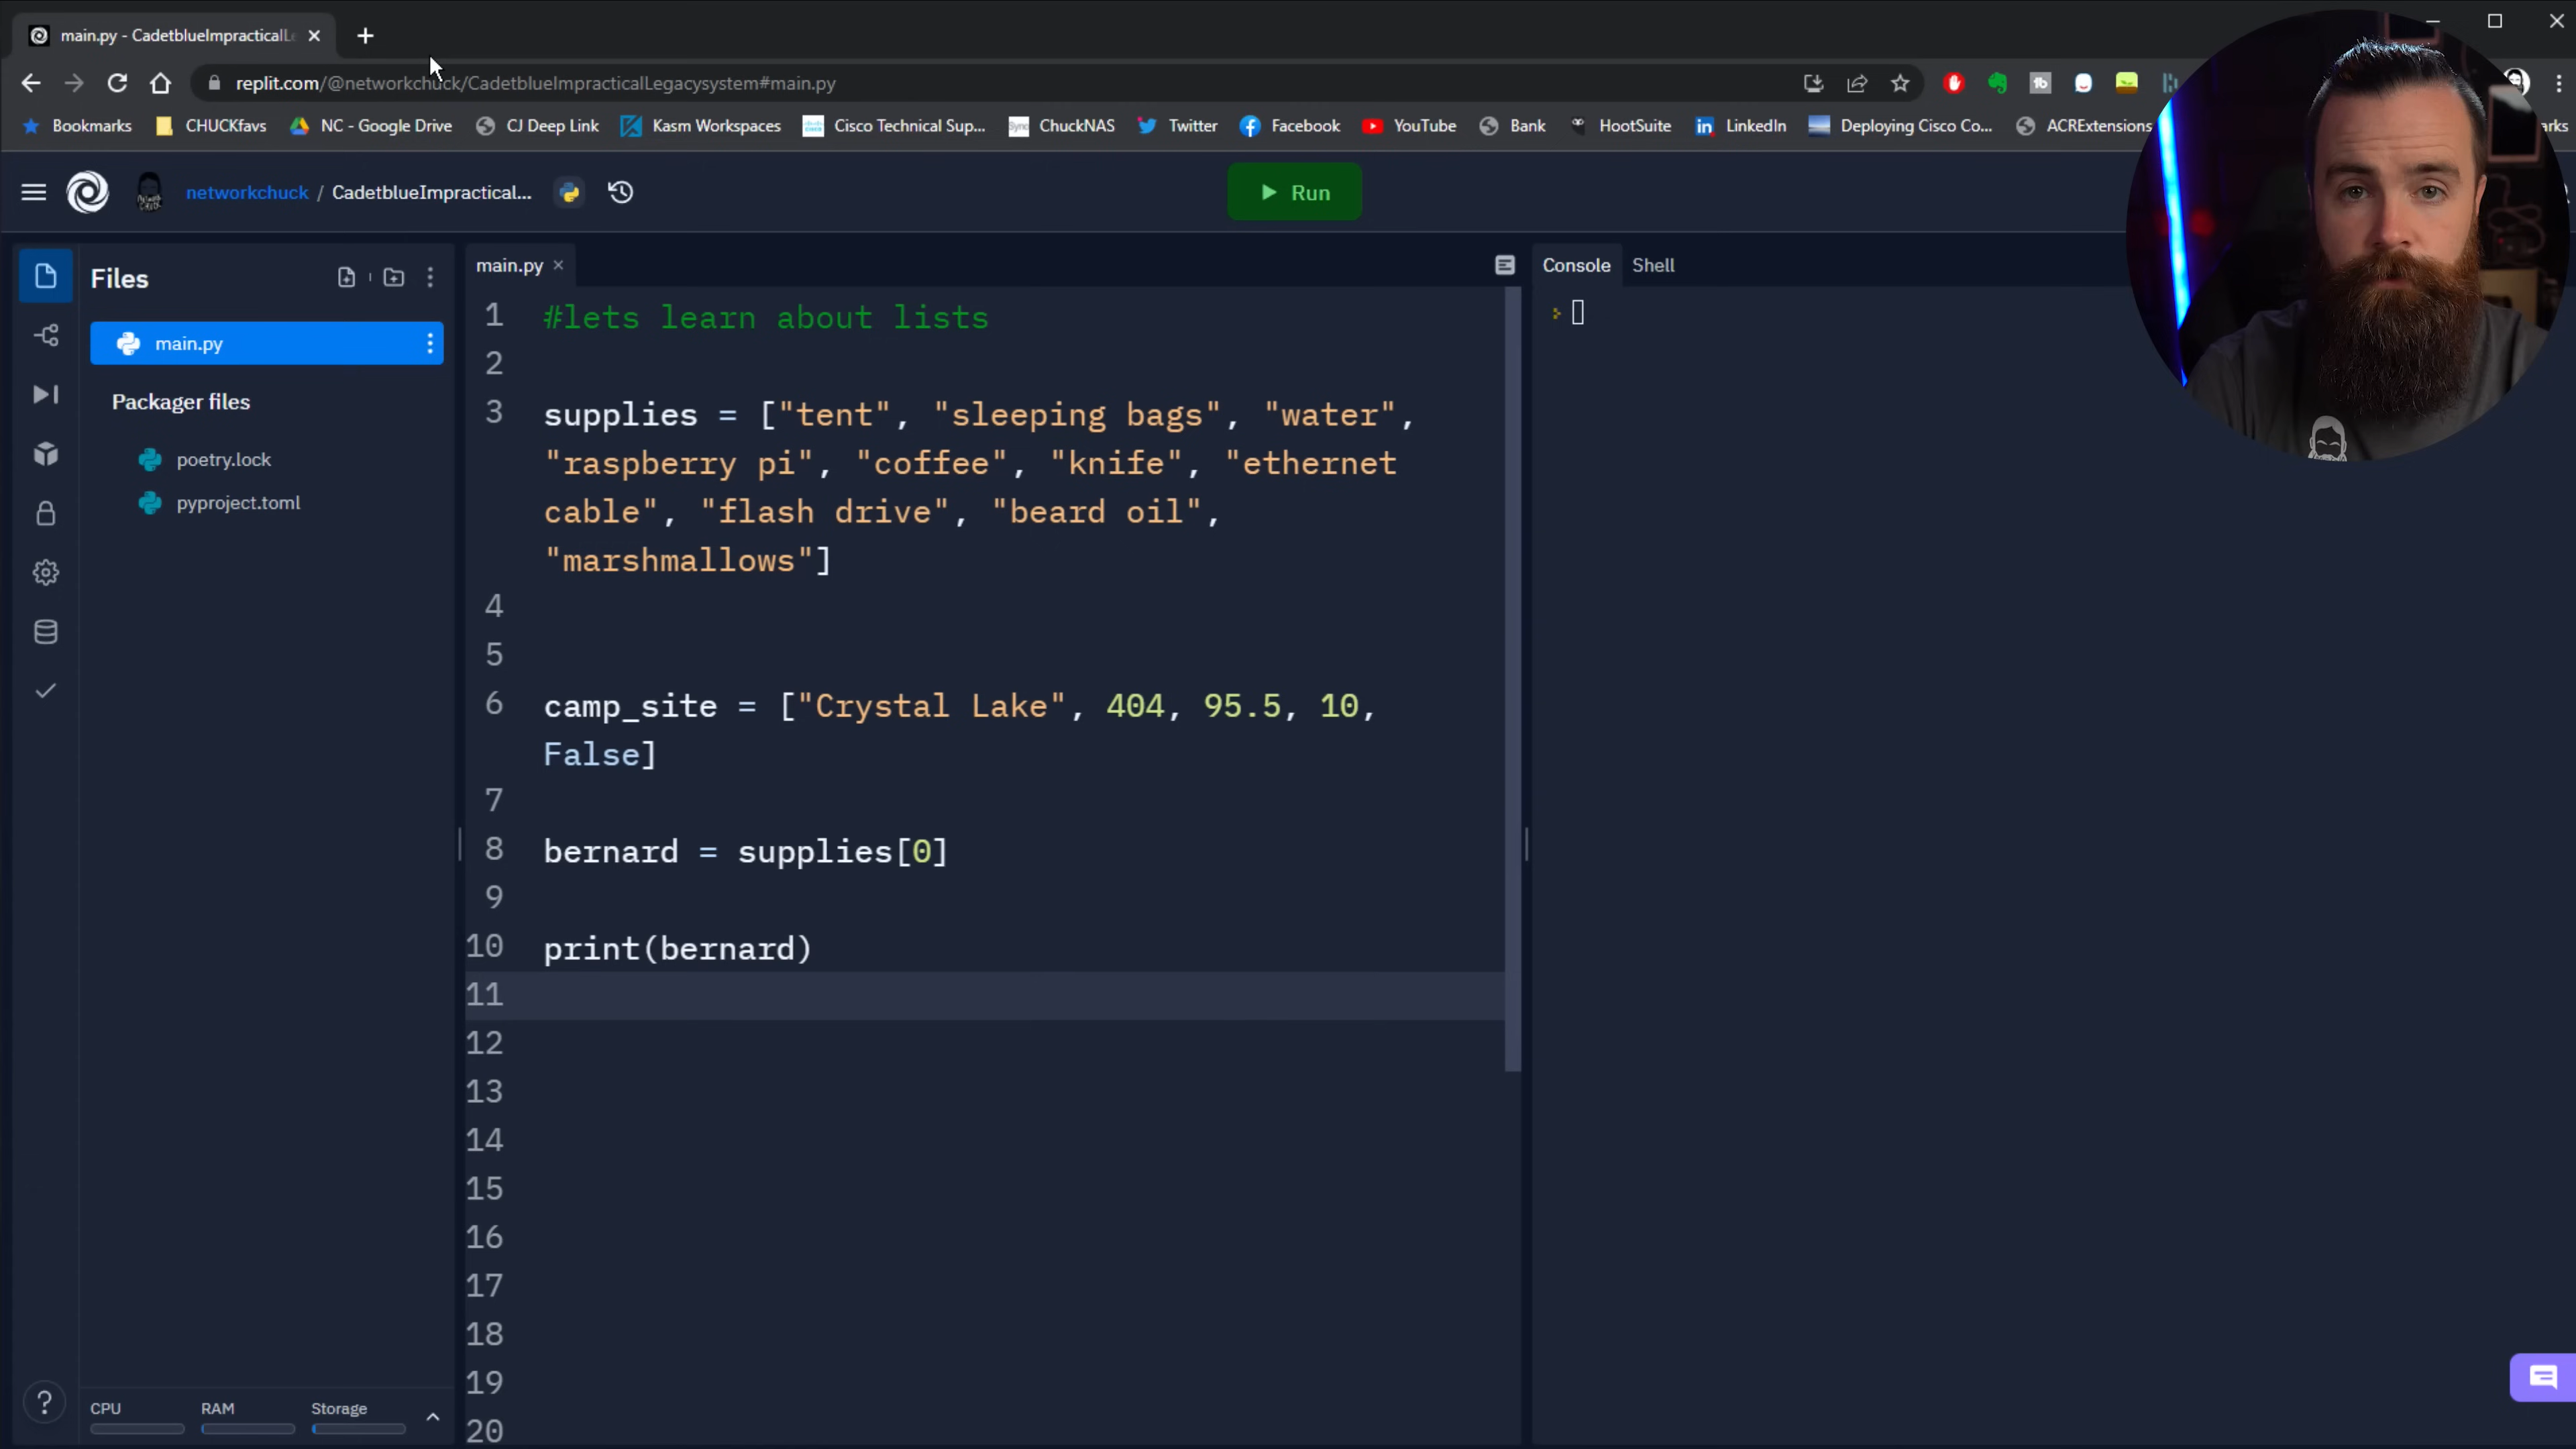 main.py - CadetblueImpracticalLe
replit.com/@networkchuck/CadetblueImpracticalLegacysystem#main.py
Bookmarks CHUCKfavs NC - Google Drive CJ Deep Link Kasm Workspaces Cisco Technical Sup... ChuckNAS Twitter Facebook YouTube Bank HootSuite LinkedIn Deploying Cisco Co... ACRExtensions arks
networkchuck / CadetblueImpractical... Run
Files
main.py
Packager files
poetry.lock
pyproject.toml
CPU RAM Storage
main.py
1 #lets learn about lists
2
3 supplies = ["tent", "sleeping bags", "water",
"raspberry pi", "coffee", "knife", "ethernet
cable", "flash drive", "beard oil",
"marshmallows"]
4
5
6 camp_site = ["Crystal Lake", 404, 95.5, 10,
False]
7
8 bernard = supplies[0]
9
10 print(bernard)
11
12
13
14
15
16
17
18
19
20
Console Shell